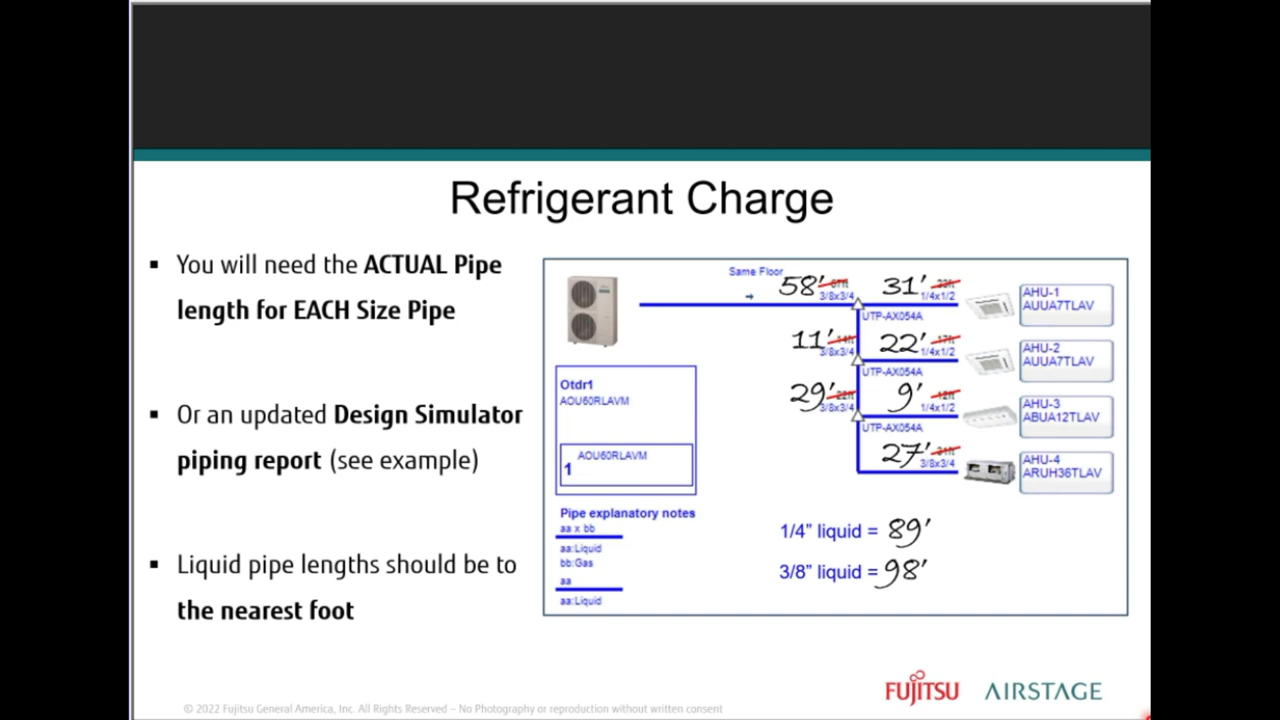 Refrigerant Charge
▪ You will need the ACTUAL Pipe
length for EACH Size Pipe
▪ Or an updated Design Simulator
piping report (see example)
▪ Liquid pipe lengths should be to
the nearest foot
Same Floor
58'
3/8x3/4
31'
1/4x1/2
UTP-AX054A
AHU-1
AUUA7TLAV
11'
3/8x3/4
22'
1/4x1/2
UTP-AX054A
AHU-2
AUUA7TLAV
29'
3/8x3/4
9'
1/4x1/2
UTP-AX054A
AHU-3
ABUA12TLAV
27'
3/8x3/4
AHU-4
ARUH36TLAV
Otdr1
AOU60RLAVM
AOU60RLAVM
1
Pipe explanatory notes
aa x bb
aa:Liquid
bb:Gas
aa
aa:Liquid
1/4" liquid = 89'
3/8" liquid = 98'
FUJITSU AIRSTAGE
© 2022 Fujitsu General America, Inc. All Rights Reserved – No Photography or reproduction without written consent